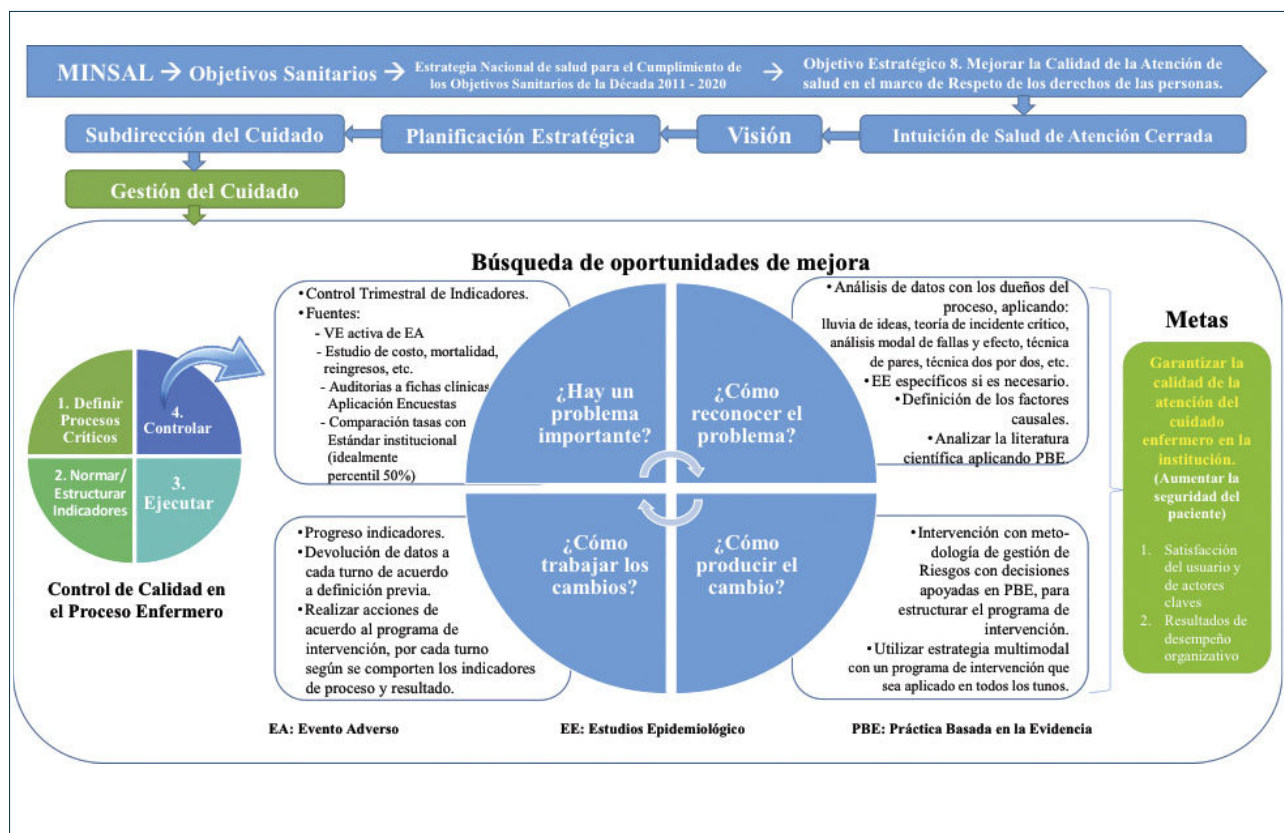 MINSAL → Objetivos Sanitarios → Estrategia Nacional de salud para el Cumplimiento de
los Objetivos Sanitarios de la Década 2011 - 2020
→ Objetivo Estratégico 8. Mejorar la Calidad de la Atención de
salud en el marco de Respeto de los derechos de las personas.
Subdirección del Cuidado
Planificación Estratégica
Visión
Intuición de Salud de Atención Cerrada
Gestión del Cuidado
Búsqueda de oportunidades de mejora
1. Definir
Procesos
Críticos
4.
Controlar
2. Normar/
Estructurar
Indicadores
3.
Ejecutar
Control de Calidad en
el Proceso Enfermero
•Control Trimestral de Indicadores.
•Fuentes:
- VE activa de EA
- Estudio de costo, mortalidad,
reingresos, etc.
- Auditorias a fichas clínicas
Aplicación Encuestas
- Comparación tasas con
Estándar institucional
(idealmente
percentil 50%)
¿Hay un
problema
importante?
¿Cómo
reconocer el
problema?
•Análisis de datos con los dueños del
proceso, aplicando:
lluvia de ideas, teoría de incidente crítico,
análisis modal de fallas y efecto, técnica
de pares, técnica dos por dos, etc.
•EE específicos si es necesario.
•Definición de los factores
causales.
•Analizar la literatura
científica aplicando PBE.
•Progreso indicadores.
•Devolución de datos a
cada turno de acuerdo
a definición previa.
•Realizar acciones de
acuerdo al programa de
intervención, por cada turno
según se comporten los indicadores
de proceso y resultado.
¿Cómo
trabajar los
cambios?
¿Cómo
producir el
cambio?
•Intervención con meto-
dología de gestión de
Riesgos con decisiones
apoyadas en PBE, para
estructurar el programa de
intervención.
•Utilizar estrategia multimodal
con un programa de intervención que
sea aplicado en todos los tunos.
Metas
Garantizar la
calidad de la
atención del
cuidado
enfermero en la
institución.
(Aumentar la
seguridad del
paciente)
1. Satisfacción
del usuario y
de actores
claves
2. Resultados de
desempeño
organizativo
EA: Evento Adverso
EE: Estudios Epidemiológico
PBE: Práctica Basada en la Evidencia